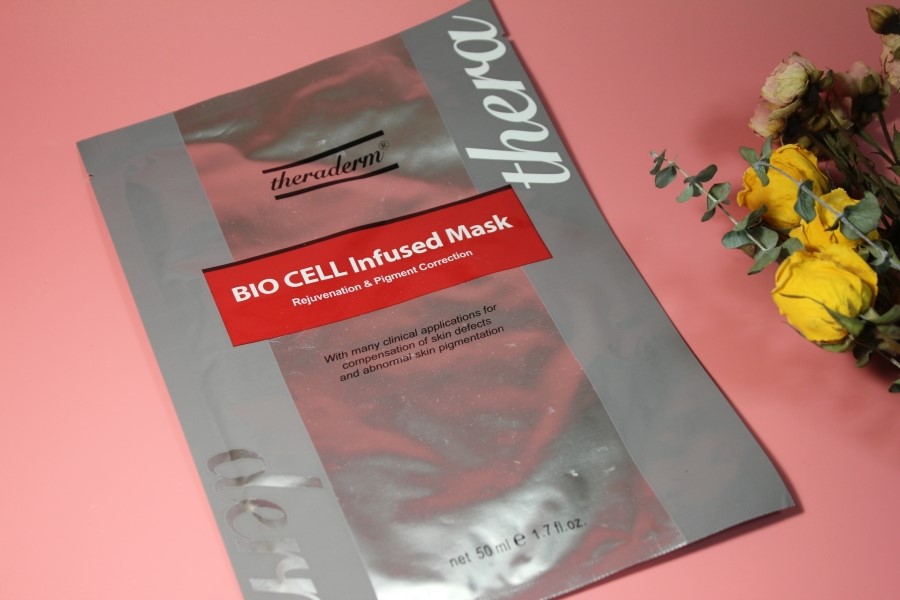 thera
theraderm®
BIO CELL Infused Mask
Rejuvenation & Pigment Correction
With many clinical applications for
compensation of skin defects
and abnormal skin pigmentation
net 50 ml e 1.7 fl.oz.